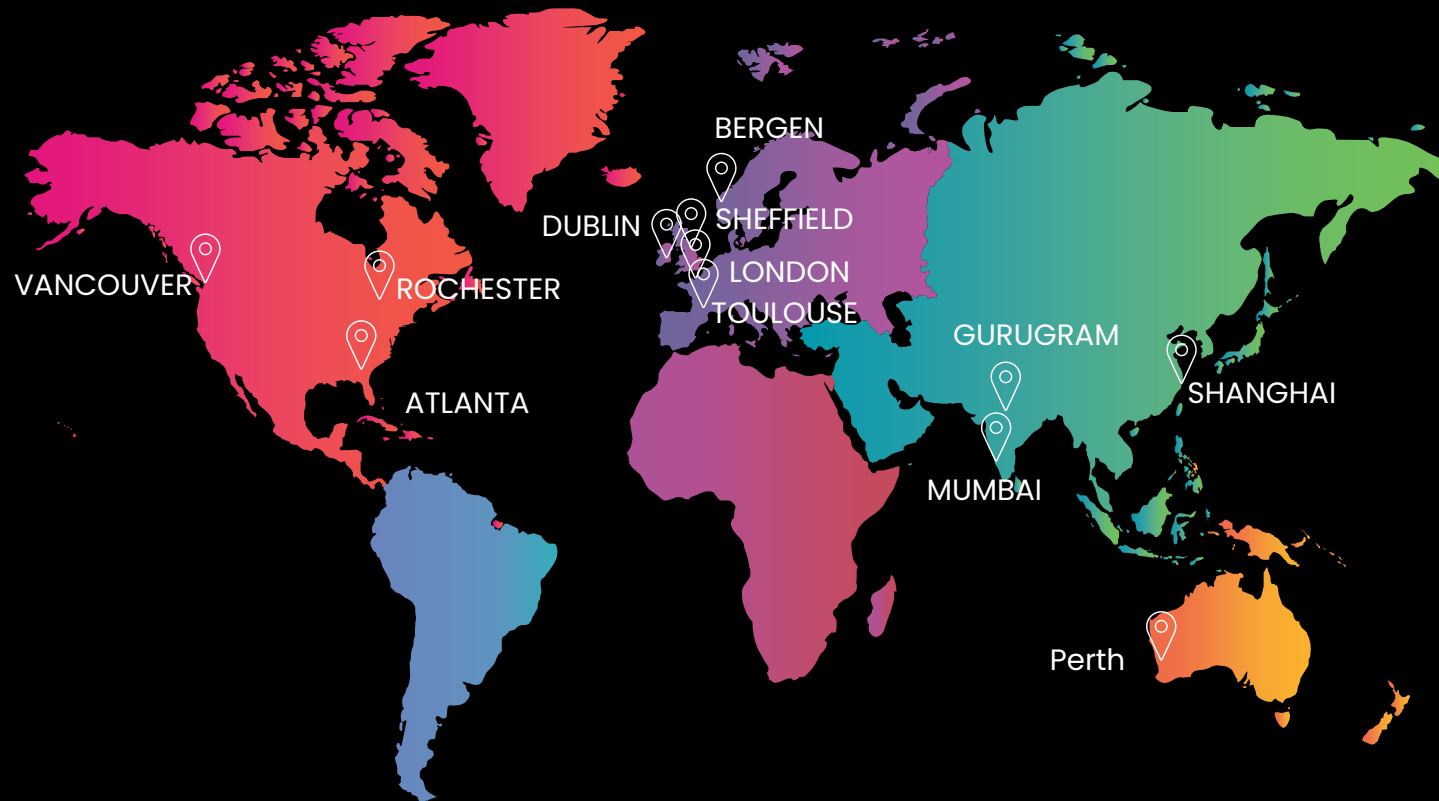 BERGEN
DUBLIN
SHEFFIELD
VANCOUVER
ROCHESTER
LONDON
TOULOUSE
GURUGRAM
SHANGHAI
ATLANTA
MUMBAI
Perth